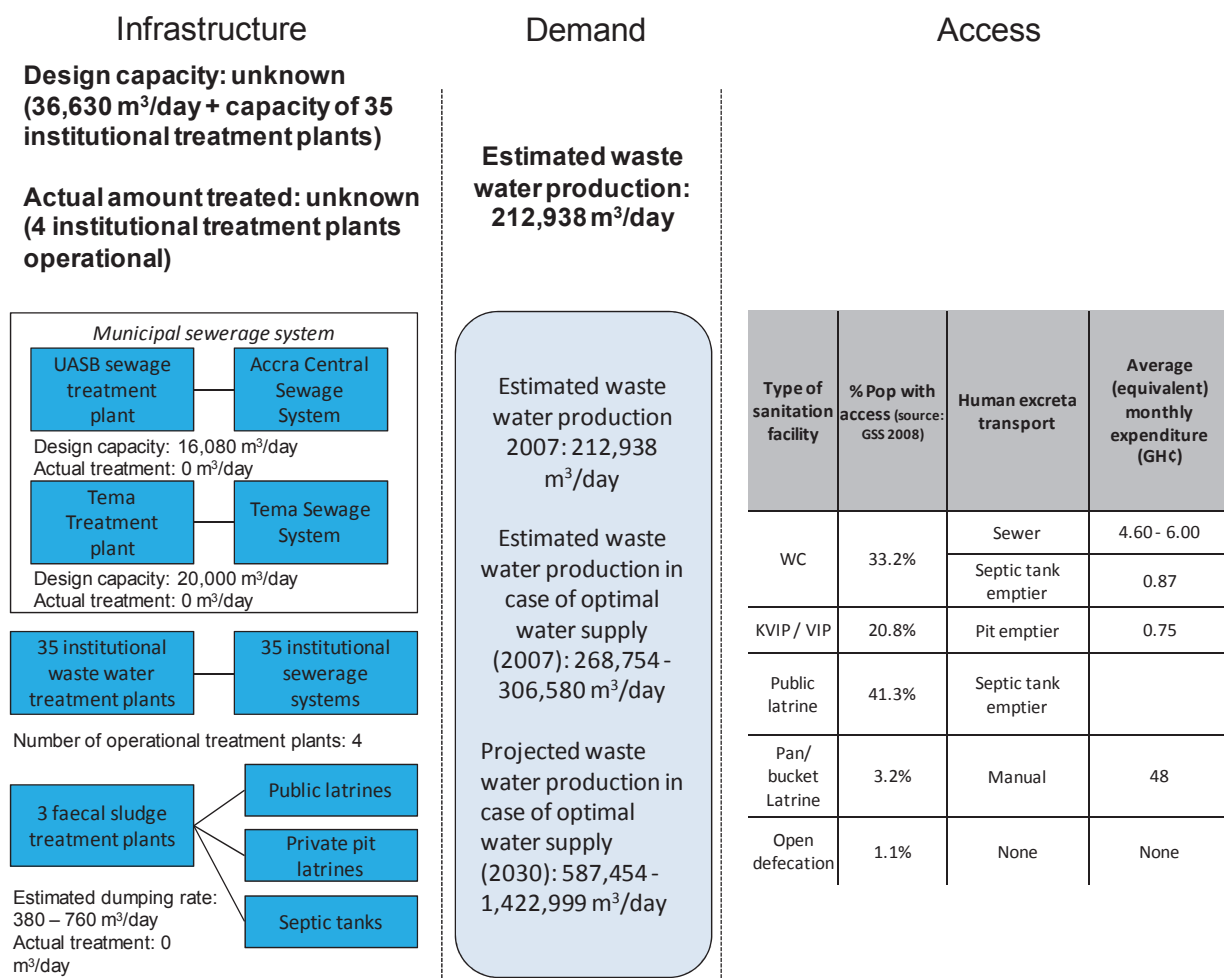 Infrastructure
Design capacity: unknown
(36,630 m³/day + capacity of 35
institutional treatment plants)
Actual amount treated: unknown
(4 institutional treatment plants
operational)
Municipal sewerage system
UASB sewage
treatment
plant
Accra Central
Sewage
System
Design capacity: 16,080 m³/day
Actual treatment: 0 m³/day
Tema
Treatment
plant
Tema Sewage
System
Design capacity: 20,000 m³/day
Actual treatment: 0 m³/day
35 institutional
waste water
treatment plants
35 institutional
sewerage
systems
Number of operational treatment plants: 4
3 faecal sludge
treatment plants
Public latrines
Private pit
latrines
Septic tanks
Estimated dumping rate:
380 – 760 m³/day
Actual treatment: 0
m³/day
Demand
Estimated waste
water production:
212,938 m³/day
Estimated waste
water production
2007: 212,938
m³/day
Estimated waste
water production in
case of optimal
water supply
(2007): 268,754 -
306,580 m³/day
Projected waste
water production in
case of optimal
water supply
(2030): 587,454 -
1,422,999 m³/day
Access
Type of
sanitation
facility
% Pop with
access (source:
GSS 2008)
Human excreta
transport
Average
(equivalent)
monthly
expenditure
(GH¢)
WC
33.2%
Sewer
4.60 - 6.00
Septic tank
emptier
0.87
KVIP / VIP
20.8%
Pit emptier
0.75
Public
latrine
41.3%
Septic tank
emptier
Pan/
bucket
Latrine
3.2%
Manual
48
Open
defecation
1.1%
None
None